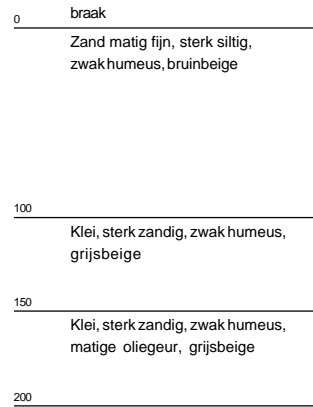 braak
0
Zand matig fijn, sterk siltig,
zwak humeus, bruinbeige
100
Klei, sterk zandig, zwak humeus,
grijsbeige
150
Klei, sterk zandig, zwak humeus,
matige oliegeur, grijsbeige
200